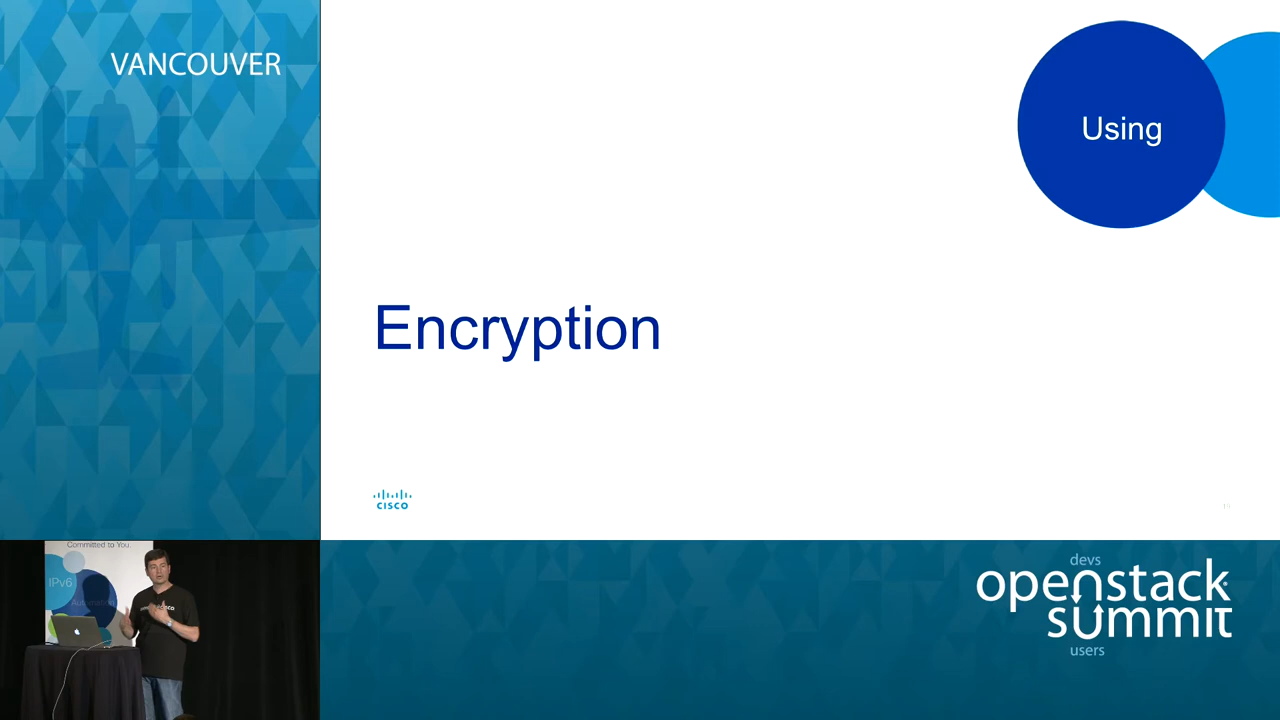 VANCOUVER
Using
Encryption
CISCO
Committed to You.
IPv6
devs
openstack
summit
users